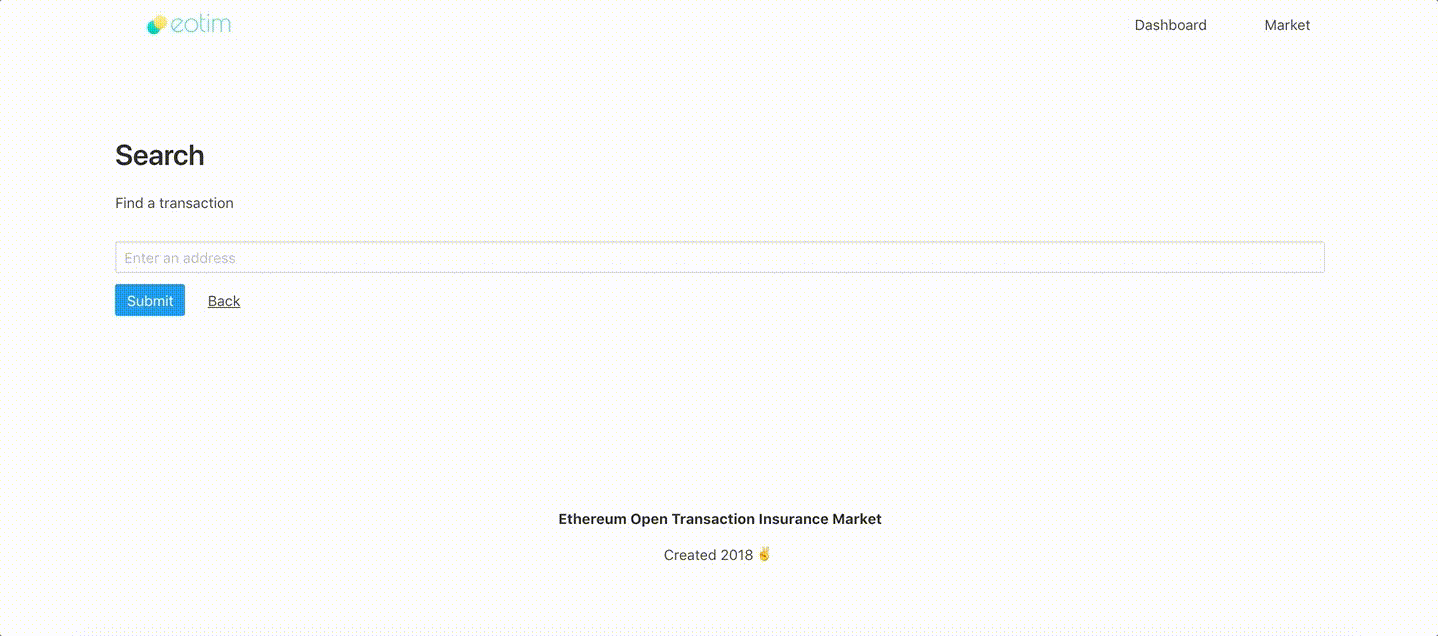 eotim
Dashboard
Market
Search
Find a transaction
Enter an address
Submit
Back
Ethereum Open Transaction Insurance Market
Created 2018 ✌